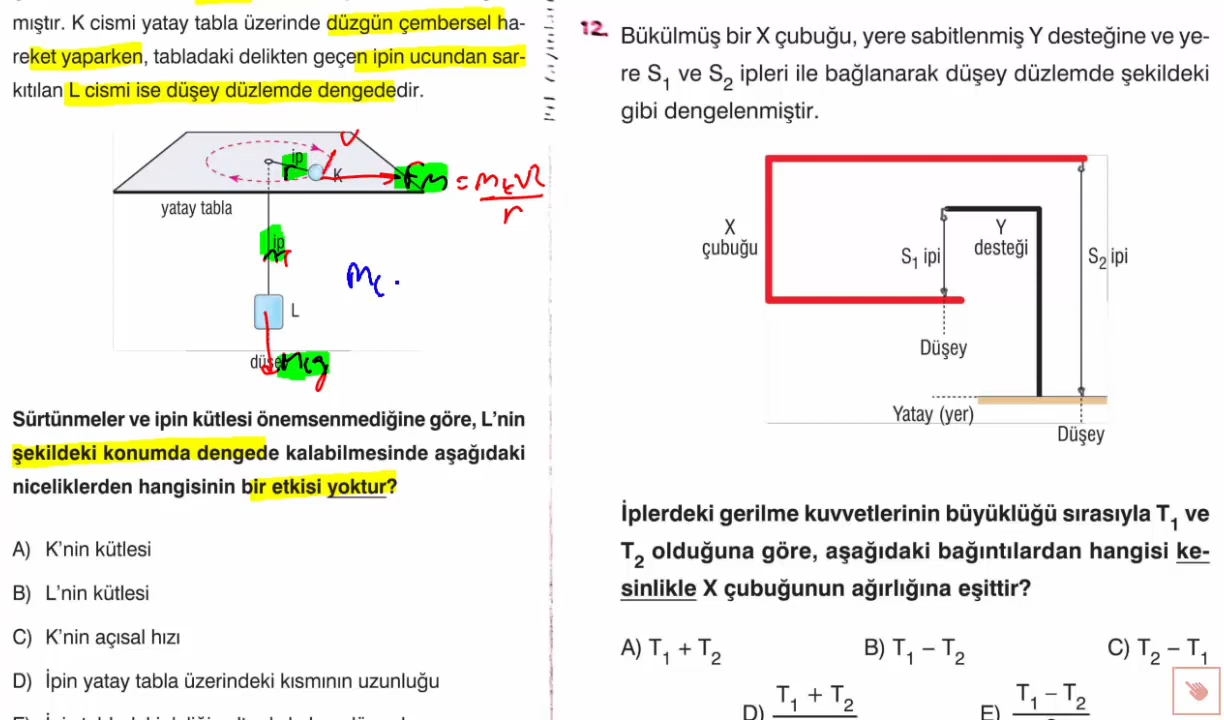 mıştır. K cismi yatay tabla üzerinde düzgün çembersel ha-
reket yaparken, tabladaki delikten geçen ipin ucundan sar-
kıtılan L cismi ise düşey düzlemde dengededir.
ip
K
yatay tabla
ip
L
düşey
Sürtünmeler ve ipin kütlesi önemsenmediğine göre, L'nin
şekildeki konumda dengede kalabilmesinde aşağıdaki
niceliklerden hangisinin bir etkisi yoktur?
A) K'nin kütlesi
B) L'nin kütlesi
C) K'nin açısal hızı
D) İpin yatay tabla üzerindeki kısmının uzunluğu
12
Bükülmüş bir X çubuğu, yere sabitlenmiş Y desteğine ve ye-
re S1 ve S2 ipleri ile bağlanarak düşey düzlemde şekildeki
gibi dengelenmiştir.
X
çubuğu
Y
desteği
S1 ipi
S2 ipi
Düşey
Yatay (yer)
Düşey
İplerdeki gerilme kuvvetlerinin büyüklüğü sırasıyla T1 ve
T2 olduğuna göre, aşağıdaki bağıntılardan hangisi ke-
sinlikle X çubuğunun ağırlığına eşittir?
A) T1 + T2 B) T1 – T2 C) T2 – T1
D) T1 + T2 E) T1 – T2